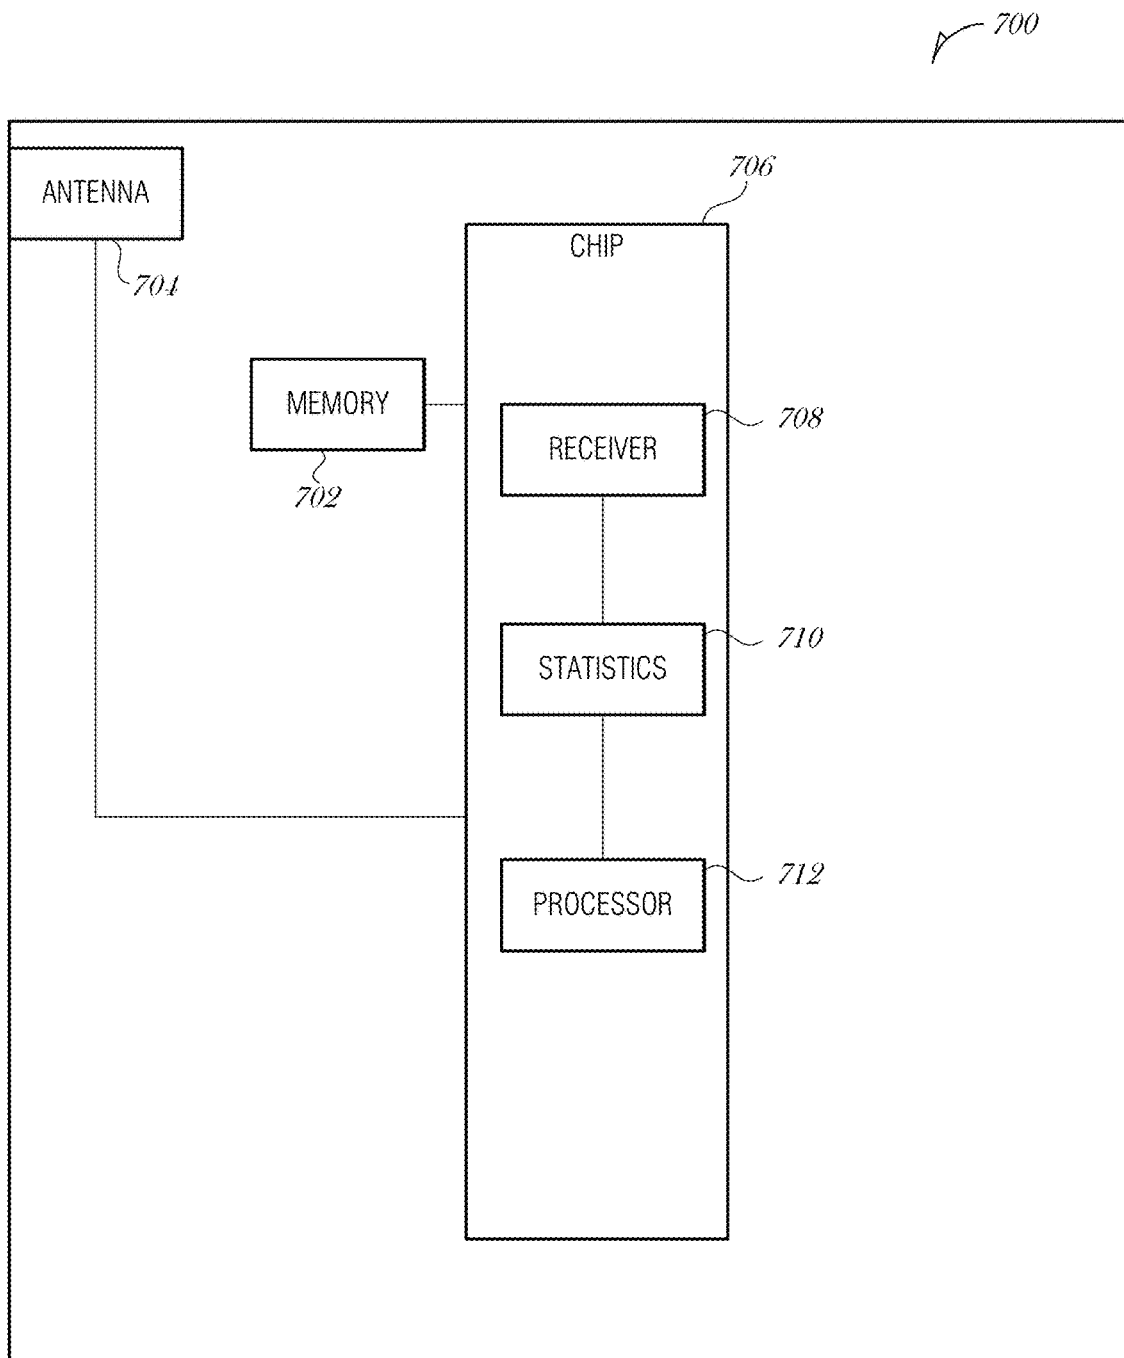 700
ANTENNA
704
706
CHIP
MEMORY
702
RECEIVER
708
STATISTICS
710
PROCESSOR
712